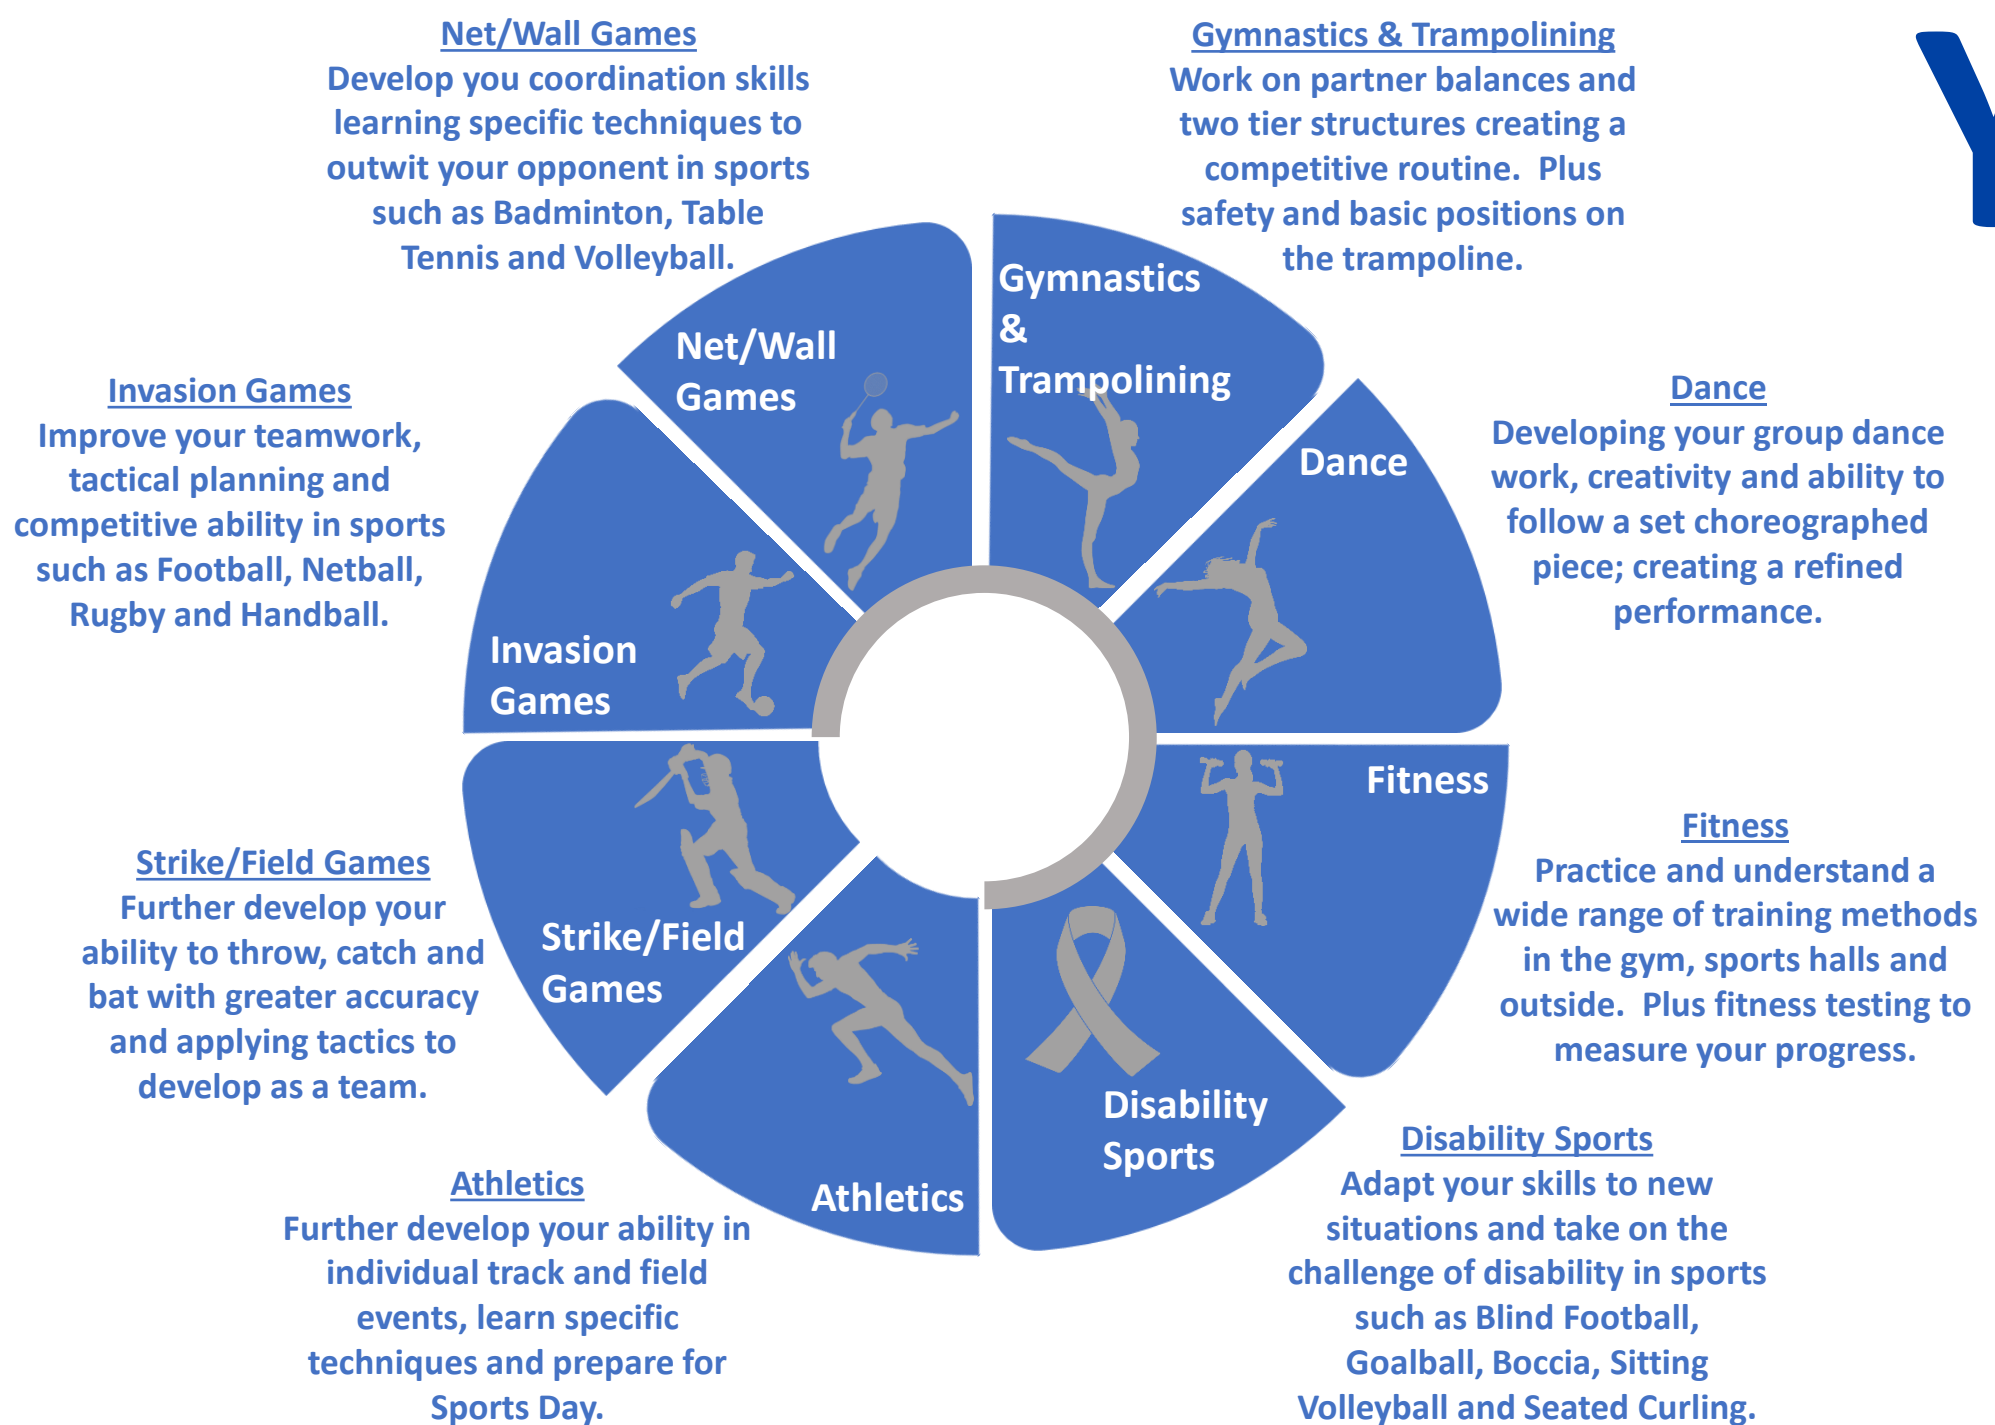 Net/Wall Games
Develop you coordination skills
learning specific techniques to
outwit your opponent in sports
such as Badminton, Table
Tennis and Volleyball.
Gymnastics & Trampolining
Work on partner balances and
two tier structures creating a
competitive routine.  Plus
safety and basic positions on
the trampoline.
Y
Invasion Games
Improve your teamwork,
tactical planning and
competitive ability in sports
such as Football, Netball,
Rugby and Handball.
Dance
Developing your group dance
work, creativity and ability to
follow a set choreographed
piece; creating a refined
performance.
Strike/Field Games
Further develop your
ability to throw, catch and
bat with greater accuracy
and applying tactics to
develop as a team.
Fitness
Practice and understand a
wide range of training methods
in the gym, sports halls and
outside.  Plus fitness testing to
measure your progress.
Athletics
Further develop your ability in
individual track and field
events, learn specific
techniques and prepare for
Sports Day.
Disability Sports
Adapt your skills to new
situations and take on the
challenge of disability in sports
such as Blind Football,
Goalball, Boccia, Sitting
Volleyball and Seated Curling.
Net/Wall
Games
Gymnastics
&
Trampolining
Dance
Fitness
Disability
Sports
Athletics
Strike/Field
Games
Invasion
Games